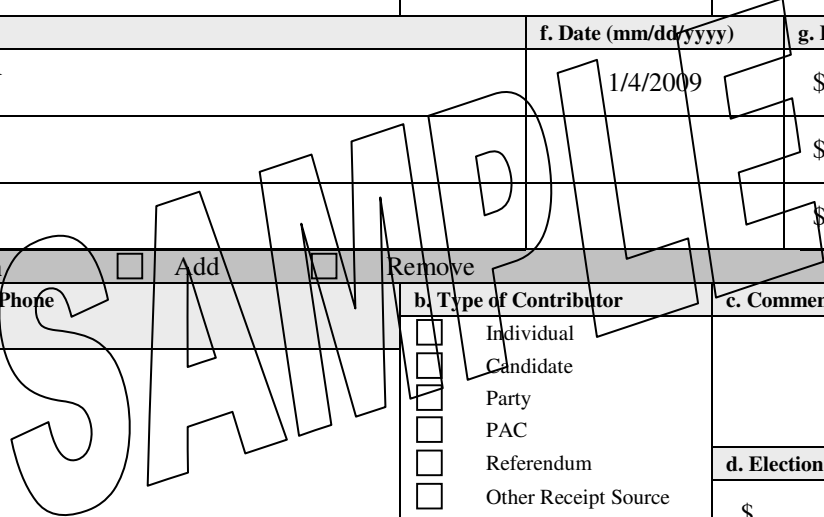 f. Date (mm/dd/yyyy) g.
1/4/2009 $
$
$
Add Remove
Phone b. Type of Contributor c.
Individual
Candidate
Party
PAC
Referendum d. Election
Other Receipt Source $
SAMPLE